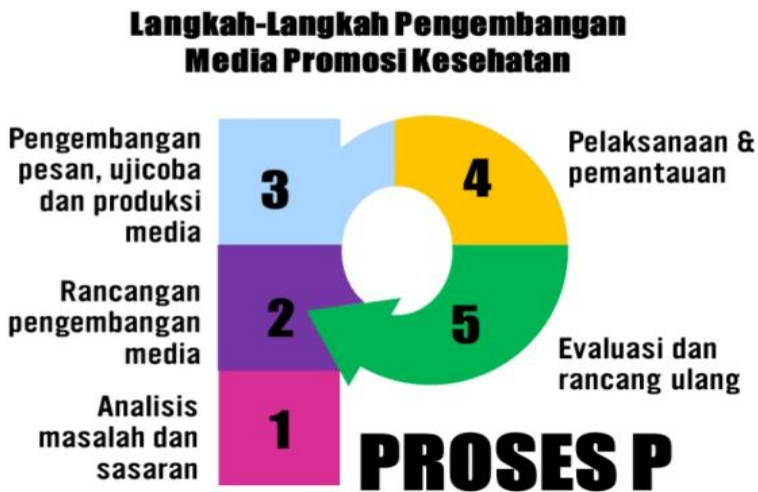 Langkah-Langkah Pengembangan
Media Promosi Kesehatan
Pengembangan
pesan, ujicoba
dan produksi
media
3
4
Pelaksanaan &
pemantauan
Rancangan
pengembangan
media
2
5
Evaluasi dan
rancang ulang
Analisis
masalah dan
sasaran
1
PROSES P